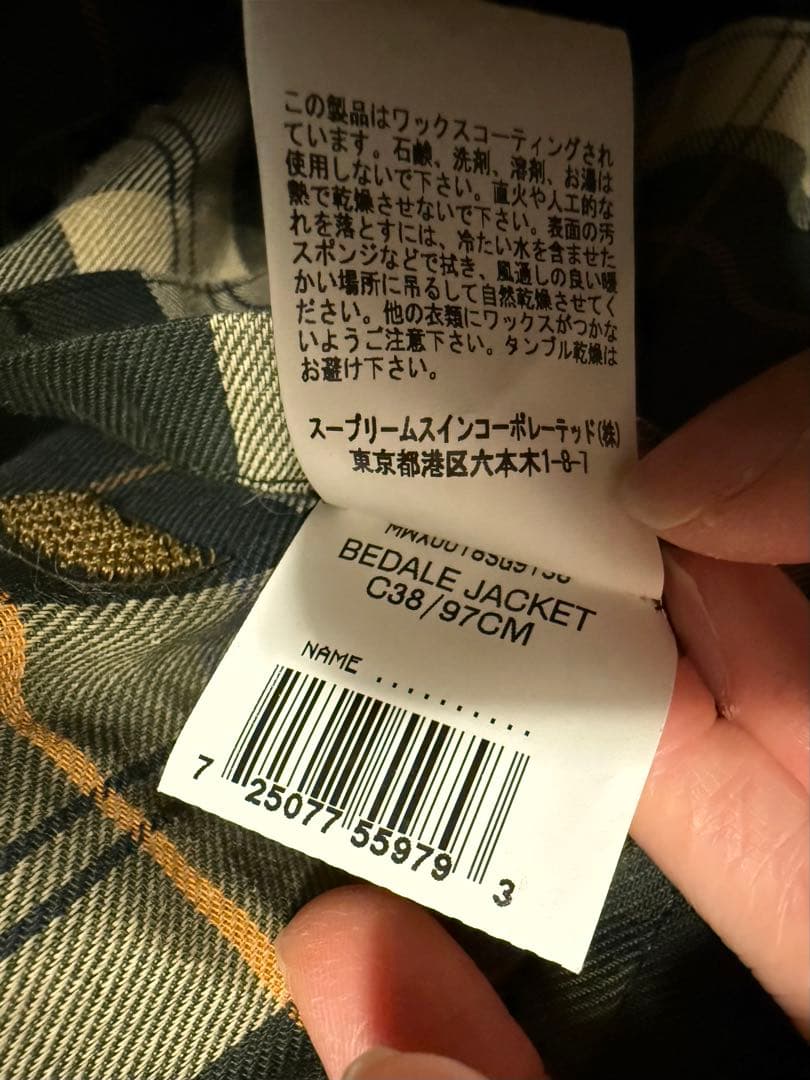 この製品はワックスコーティングされ
ています。石鹸、洗剤、溶剤、お湯は
使用しないで下さい。直火や人工的な
熱で乾燥させないで下さい。表面の汚
れを落とすには、冷たい水を含ませた
スポンジなどで拭き、風通しの良い暖
かい場所に吊るして自然乾燥させてく
ださい。他の衣類にワックスがつかな
いようご注意下さい。タンブル乾燥は
お避け下さい。
スープリームスインコーポレーテッド(株)
東京都港区六本木1-8-7
BEDALE JACKET
C38/97CM
NAME ..........
7 25077 55979 3